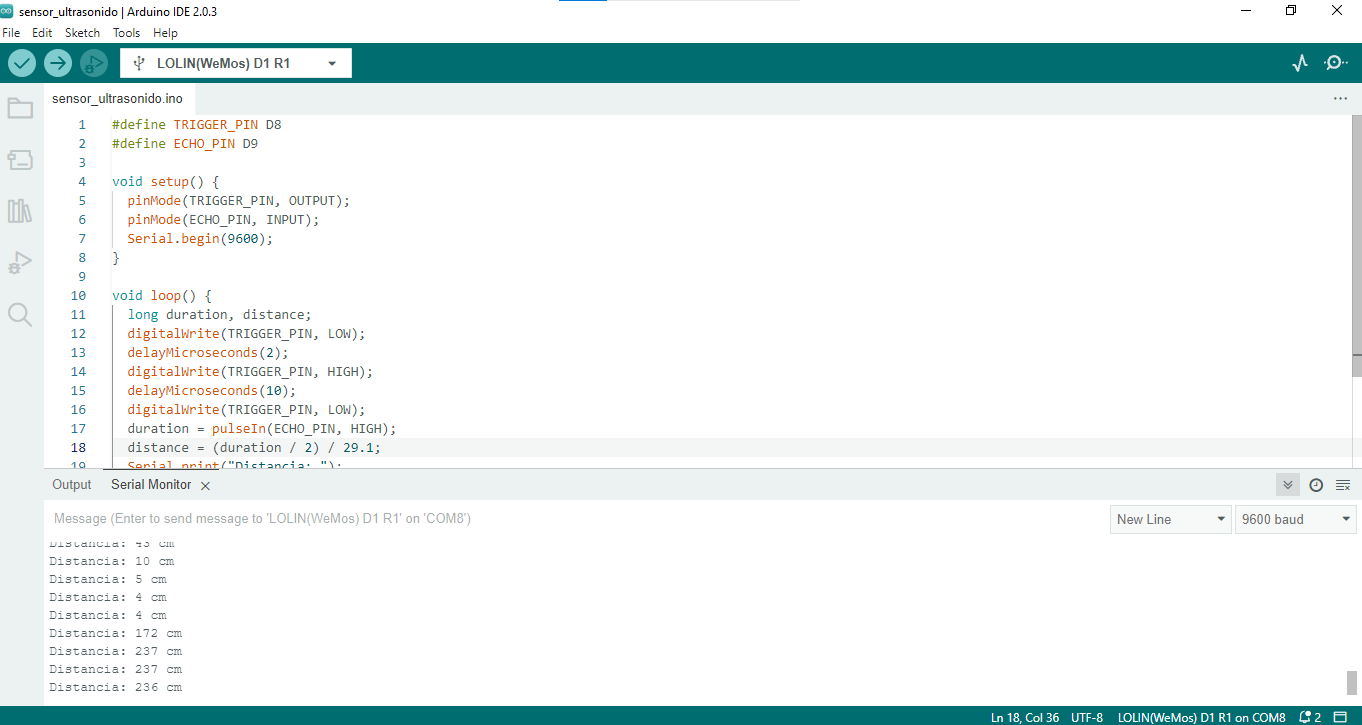 sensor_ultrasonido | Arduino IDE 2.0.3
File Edit Sketch Tools Help
LOLIN(WeMos) D1 R1
sensor_ultrasonido.ino
1 #define TRIGGER_PIN D8
2 #define ECHO_PIN D9
3
4 void setup() {
5 pinMode(TRIGGER_PIN, OUTPUT);
6 pinMode(ECHO_PIN, INPUT);
7 Serial.begin(9600);
8 }
9
10 void loop() {
11 long duration, distance;
12 digitalWrite(TRIGGER_PIN, LOW);
13 delayMicroseconds(2);
14 digitalWrite(TRIGGER_PIN, HIGH);
15 delayMicroseconds(10);
16 digitalWrite(TRIGGER_PIN, LOW);
17 duration = pulseIn(ECHO_PIN, HIGH);
18 distance = (duration / 2) / 29.1;
19 Serial.print("Distancia: ");
Output Serial Monitor
Message (Enter to send message to 'LOLIN(WeMos) D1 R1' on 'COM8')
New Line 9600 baud
Distancia: 43 cm
Distancia: 10 cm
Distancia: 5 cm
Distancia: 4 cm
Distancia: 4 cm
Distancia: 172 cm
Distancia: 237 cm
Distancia: 237 cm
Distancia: 236 cm
Ln 18, Col 36 UTF-8 LOLIN(WeMos) D1 R1 on COM8 2